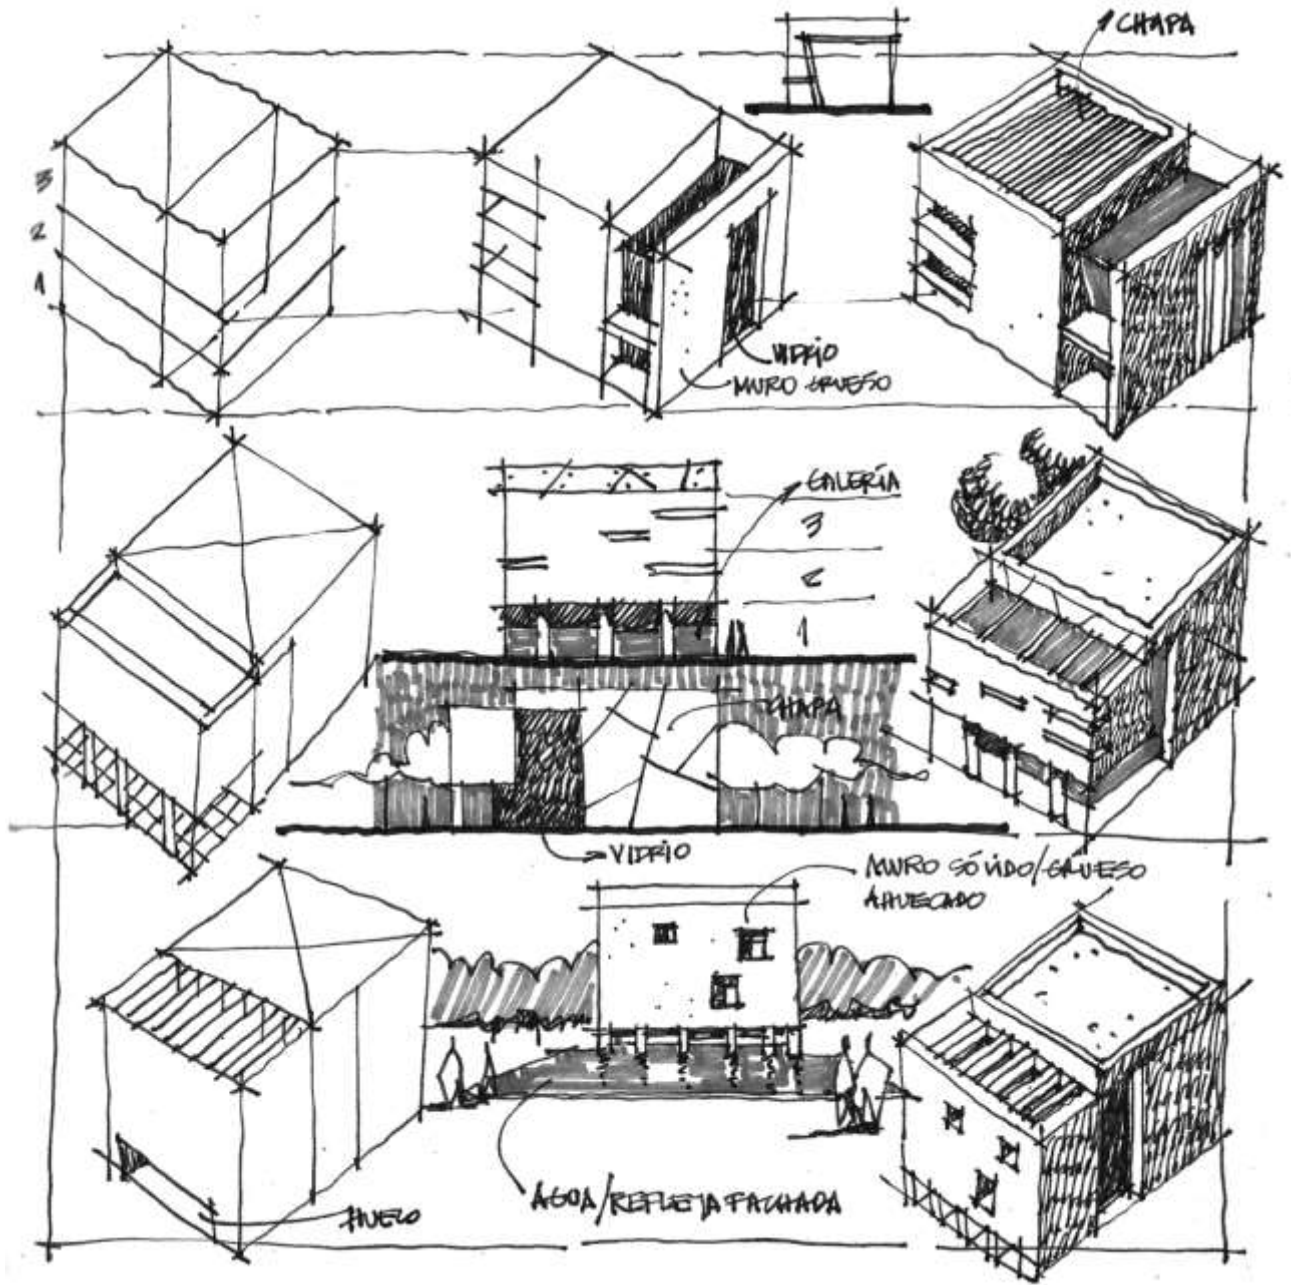 CHAPA
3
2
1
VIDRIO
MURO GRUESO
GALERÍA
3
2
1
CHAPA
VIDRIO
MURO SÓLIDO/GRUESO
AHUECADO
AGUA/REFLEJA FACHADA
HUECO